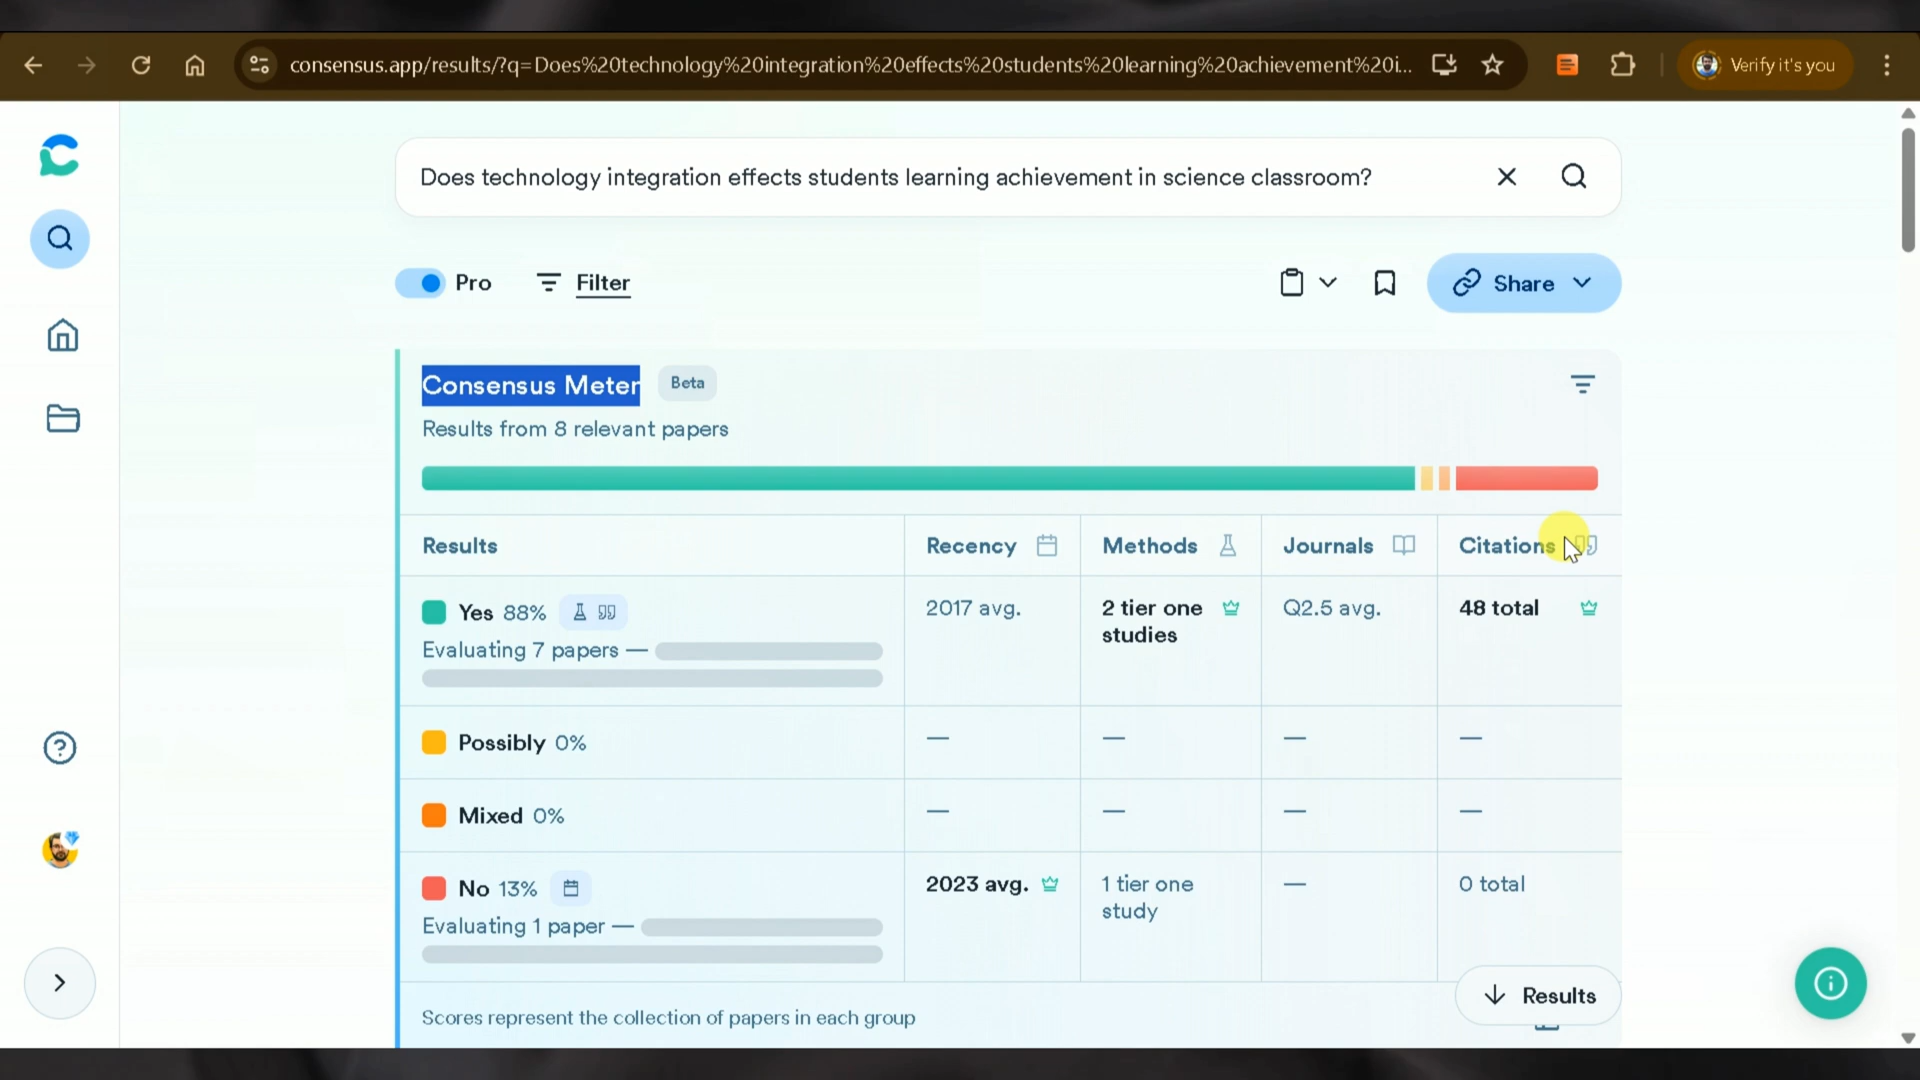 consensus.app/results/?q=Does%20technology%20integration%20effects%20students%20learning%20achievement%20i...
Verify it's you
Does technology integration effects students learning achievement in science classroom?
Pro
Filter
Share
Consensus Meter
Beta
Results from 8 relevant papers
Results
Recency
Methods
Journals
Citations
Yes 88%
2017 avg.
2 tier one
studies
Q2.5 avg.
48 total
Evaluating 7 papers —
Possibly 0%
—
—
—
—
Mixed 0%
—
—
—
—
No 13%
2023 avg.
1 tier one
study
—
0 total
Evaluating 1 paper —
Results
Scores represent the collection of papers in each group